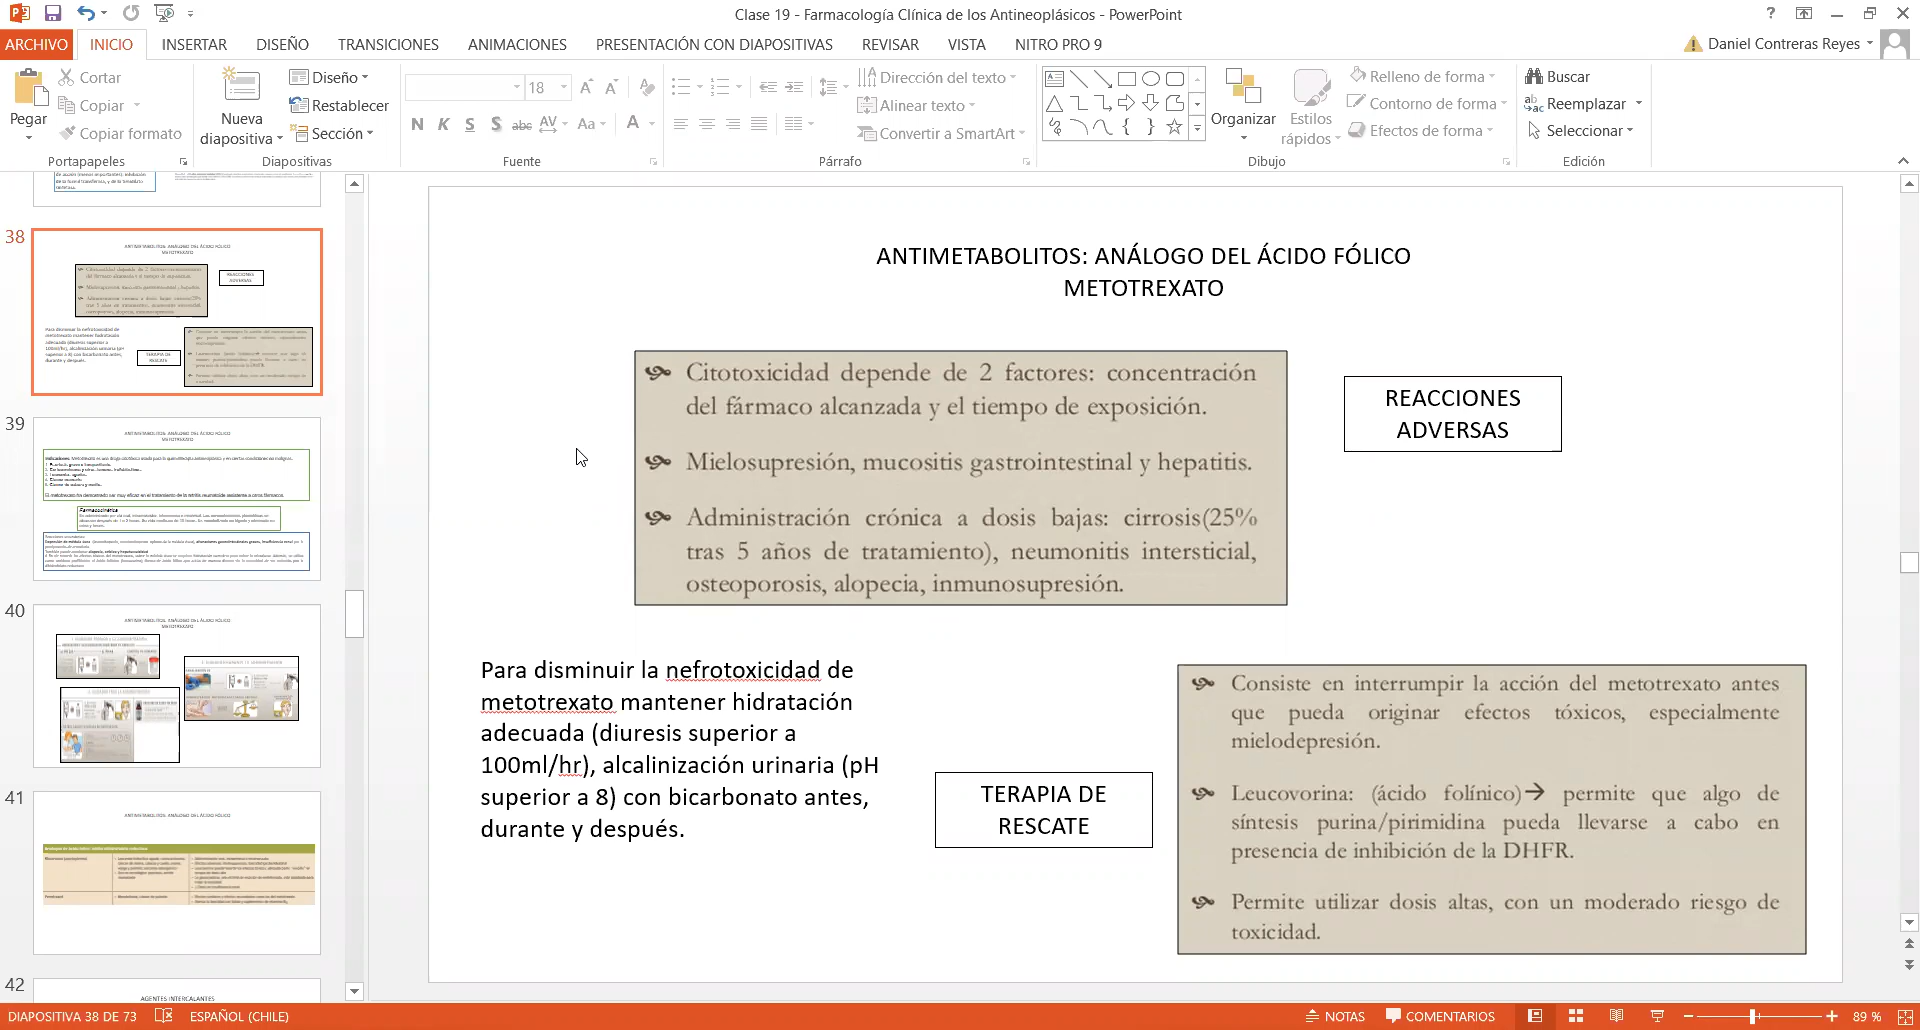 Clase 19 - Farmacología Clínica de los Antineoplásicos - PowerPoint
ARCHIVO INICIO INSERTAR DISEÑO TRANSICIONES ANIMACIONES PRESENTACIÓN CON DIAPOSITIVAS REVISAR VISTA NITRO PRO 9
Daniel Contreras Reyes
Pegar
Cortar
Copiar
Copiar formato
Portapapeles
Nueva
diapositiva
Diseño
Restablecer
Sección
Diapositivas
18
N K S S abc AV Aa A
Fuente
Dirección del texto
Alinear texto
Convertir a SmartArt
Párrafo
Organizar
Estilos
rápidos
Relleno de forma
Contorno de forma
Efectos de forma
Dibujo
Buscar
Reemplazar
Seleccionar
Edición
38
39
40
41
42
AGENTES INTERCALANTES
ANTIMETABOLITOS: ANÁLOGO DEL ÁCIDO FÓLICO
METOTREXATO
Citotoxicidad depende de 2 factores: concentración
del fármaco alcanzada y el tiempo de exposición.
Mielosupresión, mucositis gastrointestinal y hepatitis.
Administración crónica a dosis bajas: cirrosis(25%
tras 5 años de tratamiento), neumonitis intersticial,
osteoporosis, alopecia, inmunosupresión.
REACCIONES
ADVERSAS
Para disminuir la nefrotoxicidad de
metotrexato mantener hidratación
adecuada (diuresis superior a
100ml/hr), alcalinización urinaria (pH
superior a 8) con bicarbonato antes,
durante y después.
TERAPIA DE
RESCATE
Consiste en interrumpir la acción del metotrexato antes
que pueda originar efectos tóxicos, especialmente
mielodepresión.
Leucovorina: (ácido folínico)→ permite que algo de
síntesis purina/pirimidina pueda llevarse a cabo en
presencia de inhibición de la DHFR.
Permite utilizar dosis altas, con un moderado riesgo de
toxicidad.
DIAPOSITIVA 38 DE 73 ESPAÑOL (CHILE) NOTAS COMENTARIOS 89 %